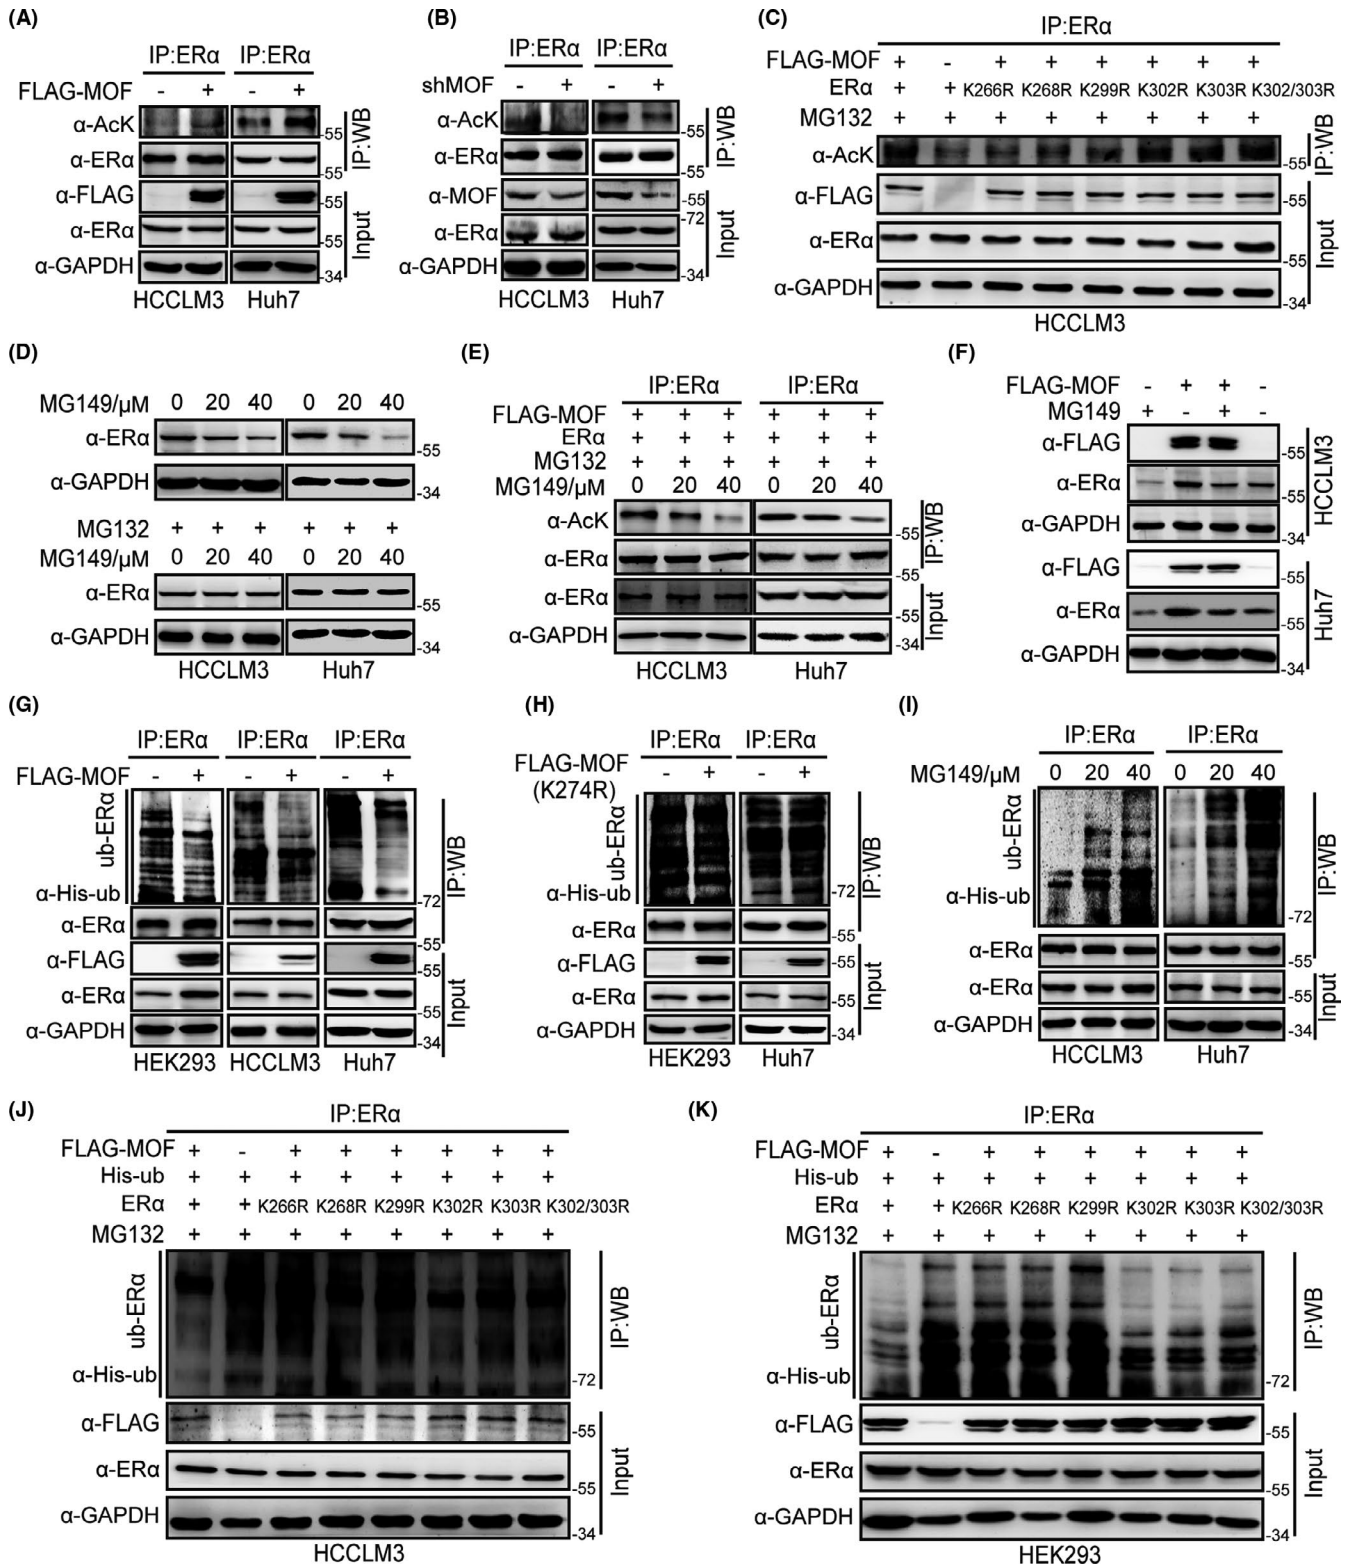 (A)
IP:ERα IP:ERα
FLAG-MOF - + - +
α-AcK
-55
α-ERα
-55
IP:WB
α-FLAG
-55
α-ERα
-55
α-GAPDH
-34
Input
HCCLM3 Huh7
(B)
IP:ERα IP:ERα
shMOF - + - +
α-AcK
-55
α-ERα
IP:WB
α-MOF
-55
-72
α-ERα
α-GAPDH
-34
Input
HCCLM3 Huh7
(C)
IP:ERα
FLAG-MOF + - + + + + + +
ERα + + K266R K268R K299R K302R K303R K302/303R
MG132 + + + + + + + +
α-AcK
-55
IP:WB
α-FLAG
α-ERα
-55
α-GAPDH
-34
Input
HCCLM3
(D)
MG149/μM 0 20 40 0 20 40
α-ERα
-55
α-GAPDH
-34
MG132 + + + + + +
MG149/μM 0 20 40 0 20 40
α-ERα
-55
α-GAPDH
-34
HCCLM3 Huh7
(E)
IP:ERα IP:ERα
FLAG-MOF + + + + + +
ERα + + + + + +
MG132 + + + + + +
MG149/μM 0 20 40 0 20 40
α-AcK
-55
α-ERα
-55
IP:WB
α-ERα
-55
α-GAPDH
-34
Input
HCCLM3 Huh7
(F)
FLAG-MOF - + + -
MG149 + - + -
α-FLAG
-55
α-ERα
-55
α-GAPDH
-34
HCCLM3
α-FLAG
α-ERα
-55
α-GAPDH
-34
Huh7
(G)
IP:ERα IP:ERα IP:ERα
FLAG-MOF - + - + - +
ub-ERα
α-His-ub
-72
α-ERα
-55
IP:WB
α-FLAG
-55
α-ERα
-55
α-GAPDH
-34
Input
HEK293 HCCLM3 Huh7
(H)
IP:ERα IP:ERα
FLAG-MOF - + - +
(K274R)
ub-ERα
α-His-ub
-72
α-ERα
-55
IP:WB
α-FLAG
α-ERα
-55
α-GAPDH
-34
Input
HEK293 Huh7
(I)
IP:ERα IP:ERα
MG149/μM 0 20 40 0 20 40
ub-ERα
α-His-ub
-72
α-ERα
-55
IP:WB
α-ERα
-55
α-GAPDH
-34
Input
HCCLM3 Huh7
(J)
IP:ERα
FLAG-MOF + - + + + + + +
His-ub + + + + + + + +
ERα + + K266R K268R K299R K302R K303R K302/303R
MG132 + + + + + + + +
ub-ERα
α-His-ub
-72
IP:WB
α-FLAG
-55
α-ERα
-55
α-GAPDH
-34
Input
HCCLM3
(K)
IP:ERα
FLAG-MOF + - + + + + + +
His-ub + + + + + + + +
ERα + + K266R K268R K299R K302R K303R K302/303R
MG132 + + + + + + + +
ub-ERα
α-His-ub
-72
IP:WB
α-FLAG
-55
α-ERα
-55
α-GAPDH
-34
Input
HEK293